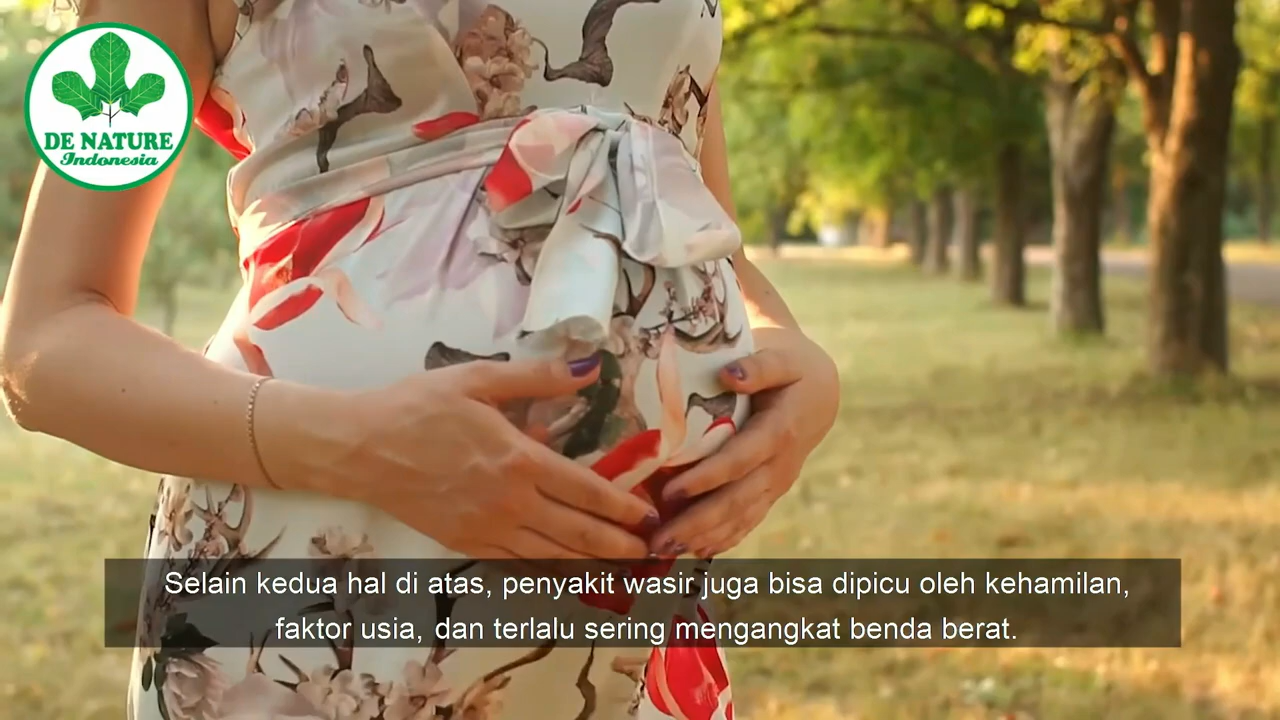 DE NATURE
Indonesia
Selain kedua hal di atas, penyakit wasir juga bisa dipicu oleh kehamilan,
faktor usia, dan terlalu sering mengangkat benda berat.